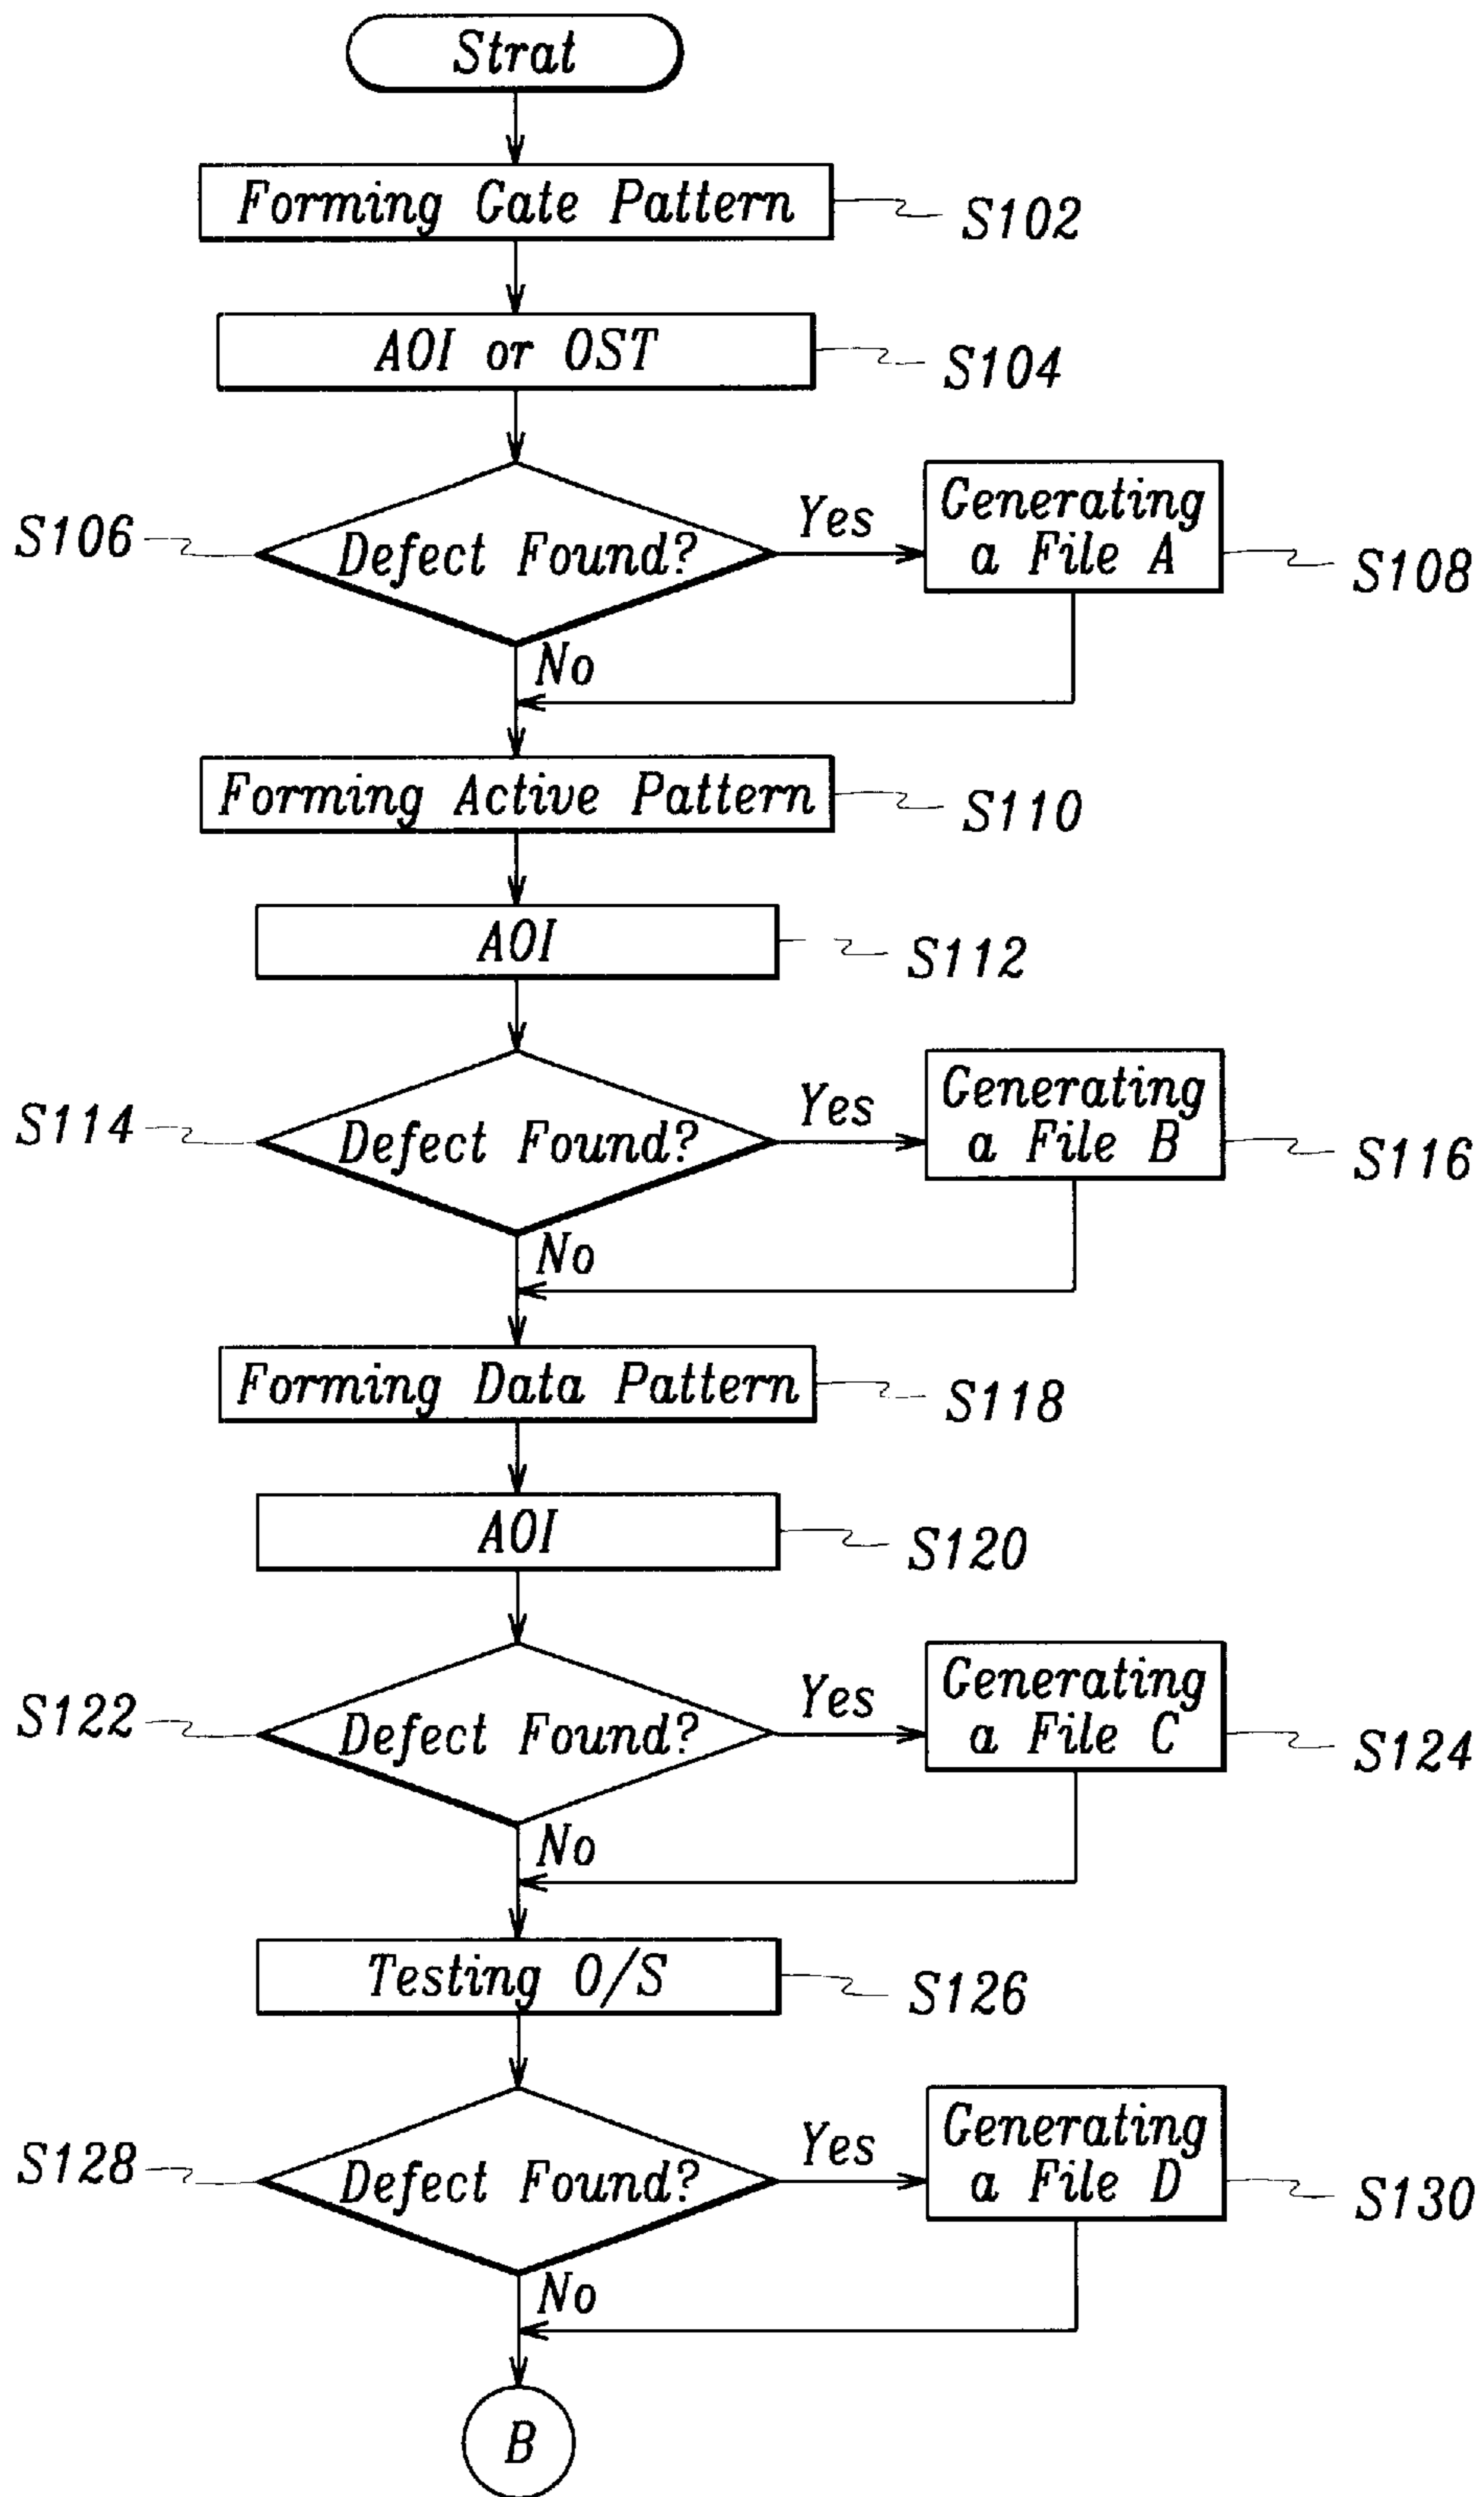 Strat
Forming Gate Pattern
S102
AOI or OST
S104
S106
Defect Found?
Yes
Generating
a File A
S108
No
Forming Active Pattern
S110
AOI
S112
S114
Defect Found?
Yes
Generating
a File B
S116
No
Forming Data Pattern
S118
AOI
S120
S122
Defect Found?
Yes
Generating
a File C
S124
No
Testing O/S
S126
S128
Defect Found?
Yes
Generating
a File D
S130
No
B